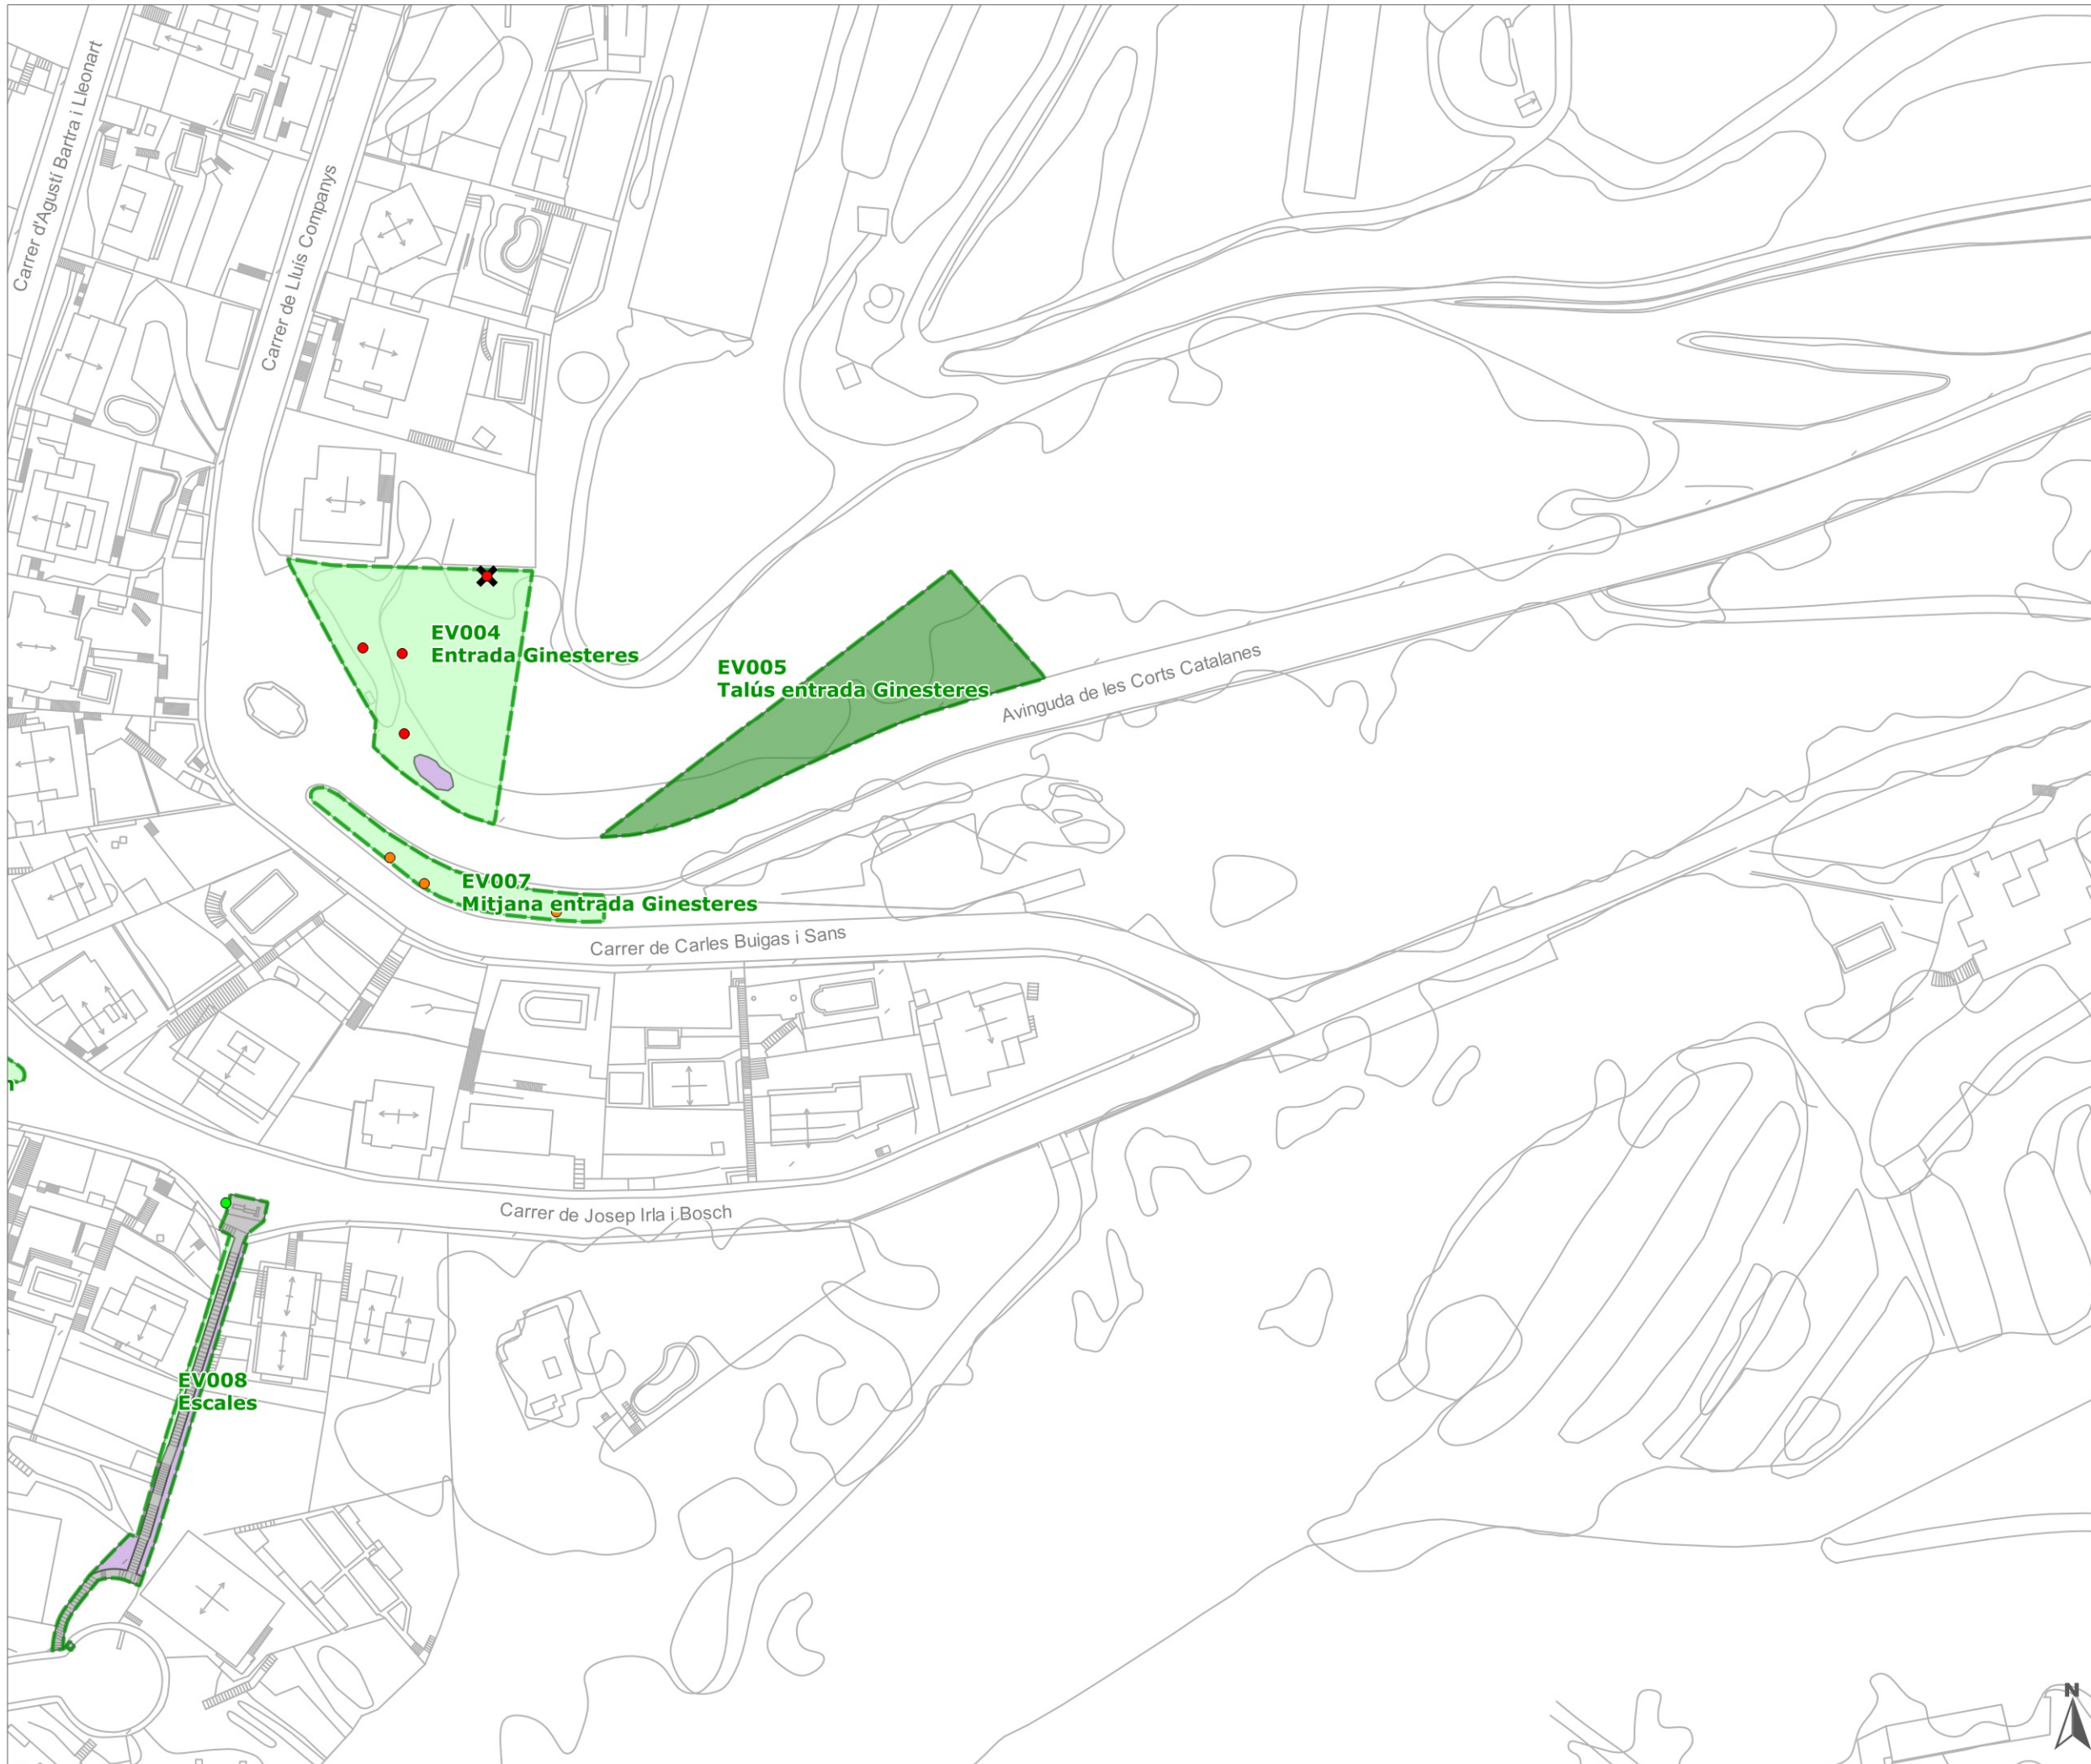 Carrer d'Agustí Bartra i Lleonart
Carrer de Lluís Companys
EV004
Entrada Ginesteres
EV005
Talús entrada Ginesteres
Avinguda de les Corts Catalanes
EV007
Mitjana entrada Ginesteres
Carrer de Carles Buigas i Sans
Carrer de Josep Irla i Bosch
EV008
Escales
N